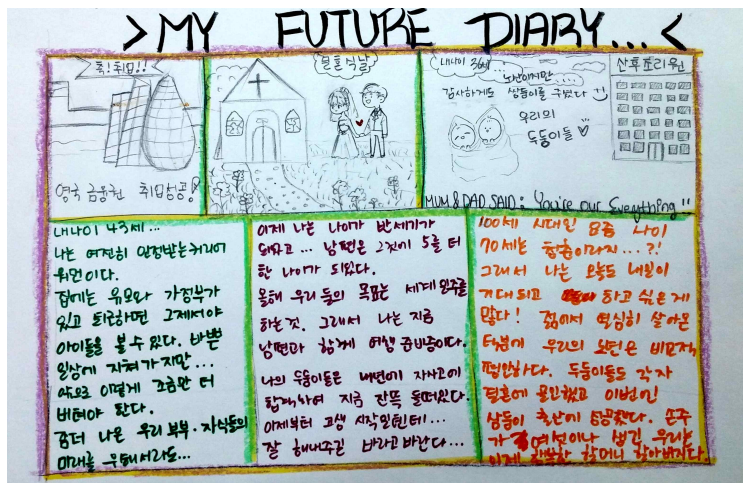 >MY FUTURE DIARY...<
축!취업!!
영국 금융권 취업성공!
결혼식날
내나이 36세...
노산이지만...
감사하게도 쌍둥이를 주셨다
우리의
두둥이들♡
산후조리원
MUM & DAD SAID: You're our Everything"
내나이 43세...
나는 여전히 인정받는커리어
워먼이다.
집에는 유모와 가정부가
있고 퇴근하면 그제서야
아이들을 볼수있다. 바쁜
일상에 지쳐가지만...
앞으로 이렇게 조금만 더
버텨야 한다.
좀더 나은 우리부부·자식들의
미래를 위해서라도...
이제 나는 나이가 반세기가
되었고... 남편은 그것이 5를 더
한 나이가 되었다.
올해 우리들의 목표는 세계일주를
하는것. 그래서 나는 지금
남편과 함께 여행 준비중이다.
나의 두둥이들은 내년에 자사고에
합격하여 지금 잔뜩 들떠있다.
이제부터 고생 시작일텐데...
잘 해내주길 바라고바란다...
100세 시대인 요즘 나이
70세는 청춘이라지...?!
그래서 나는 오늘도 내일이
기대되고 하고 싶은게
많다! 젊어서 열심히 살아온
덕분에 우리의 노년은 비교적
편안하다. 두둥이들도 각자
결혼에 골인했고 이번엔
삼둥이 출산에 성공했다. 손주
가 여섯이나 생긴 우리는
이제 행복한 할머니 할아버지다.